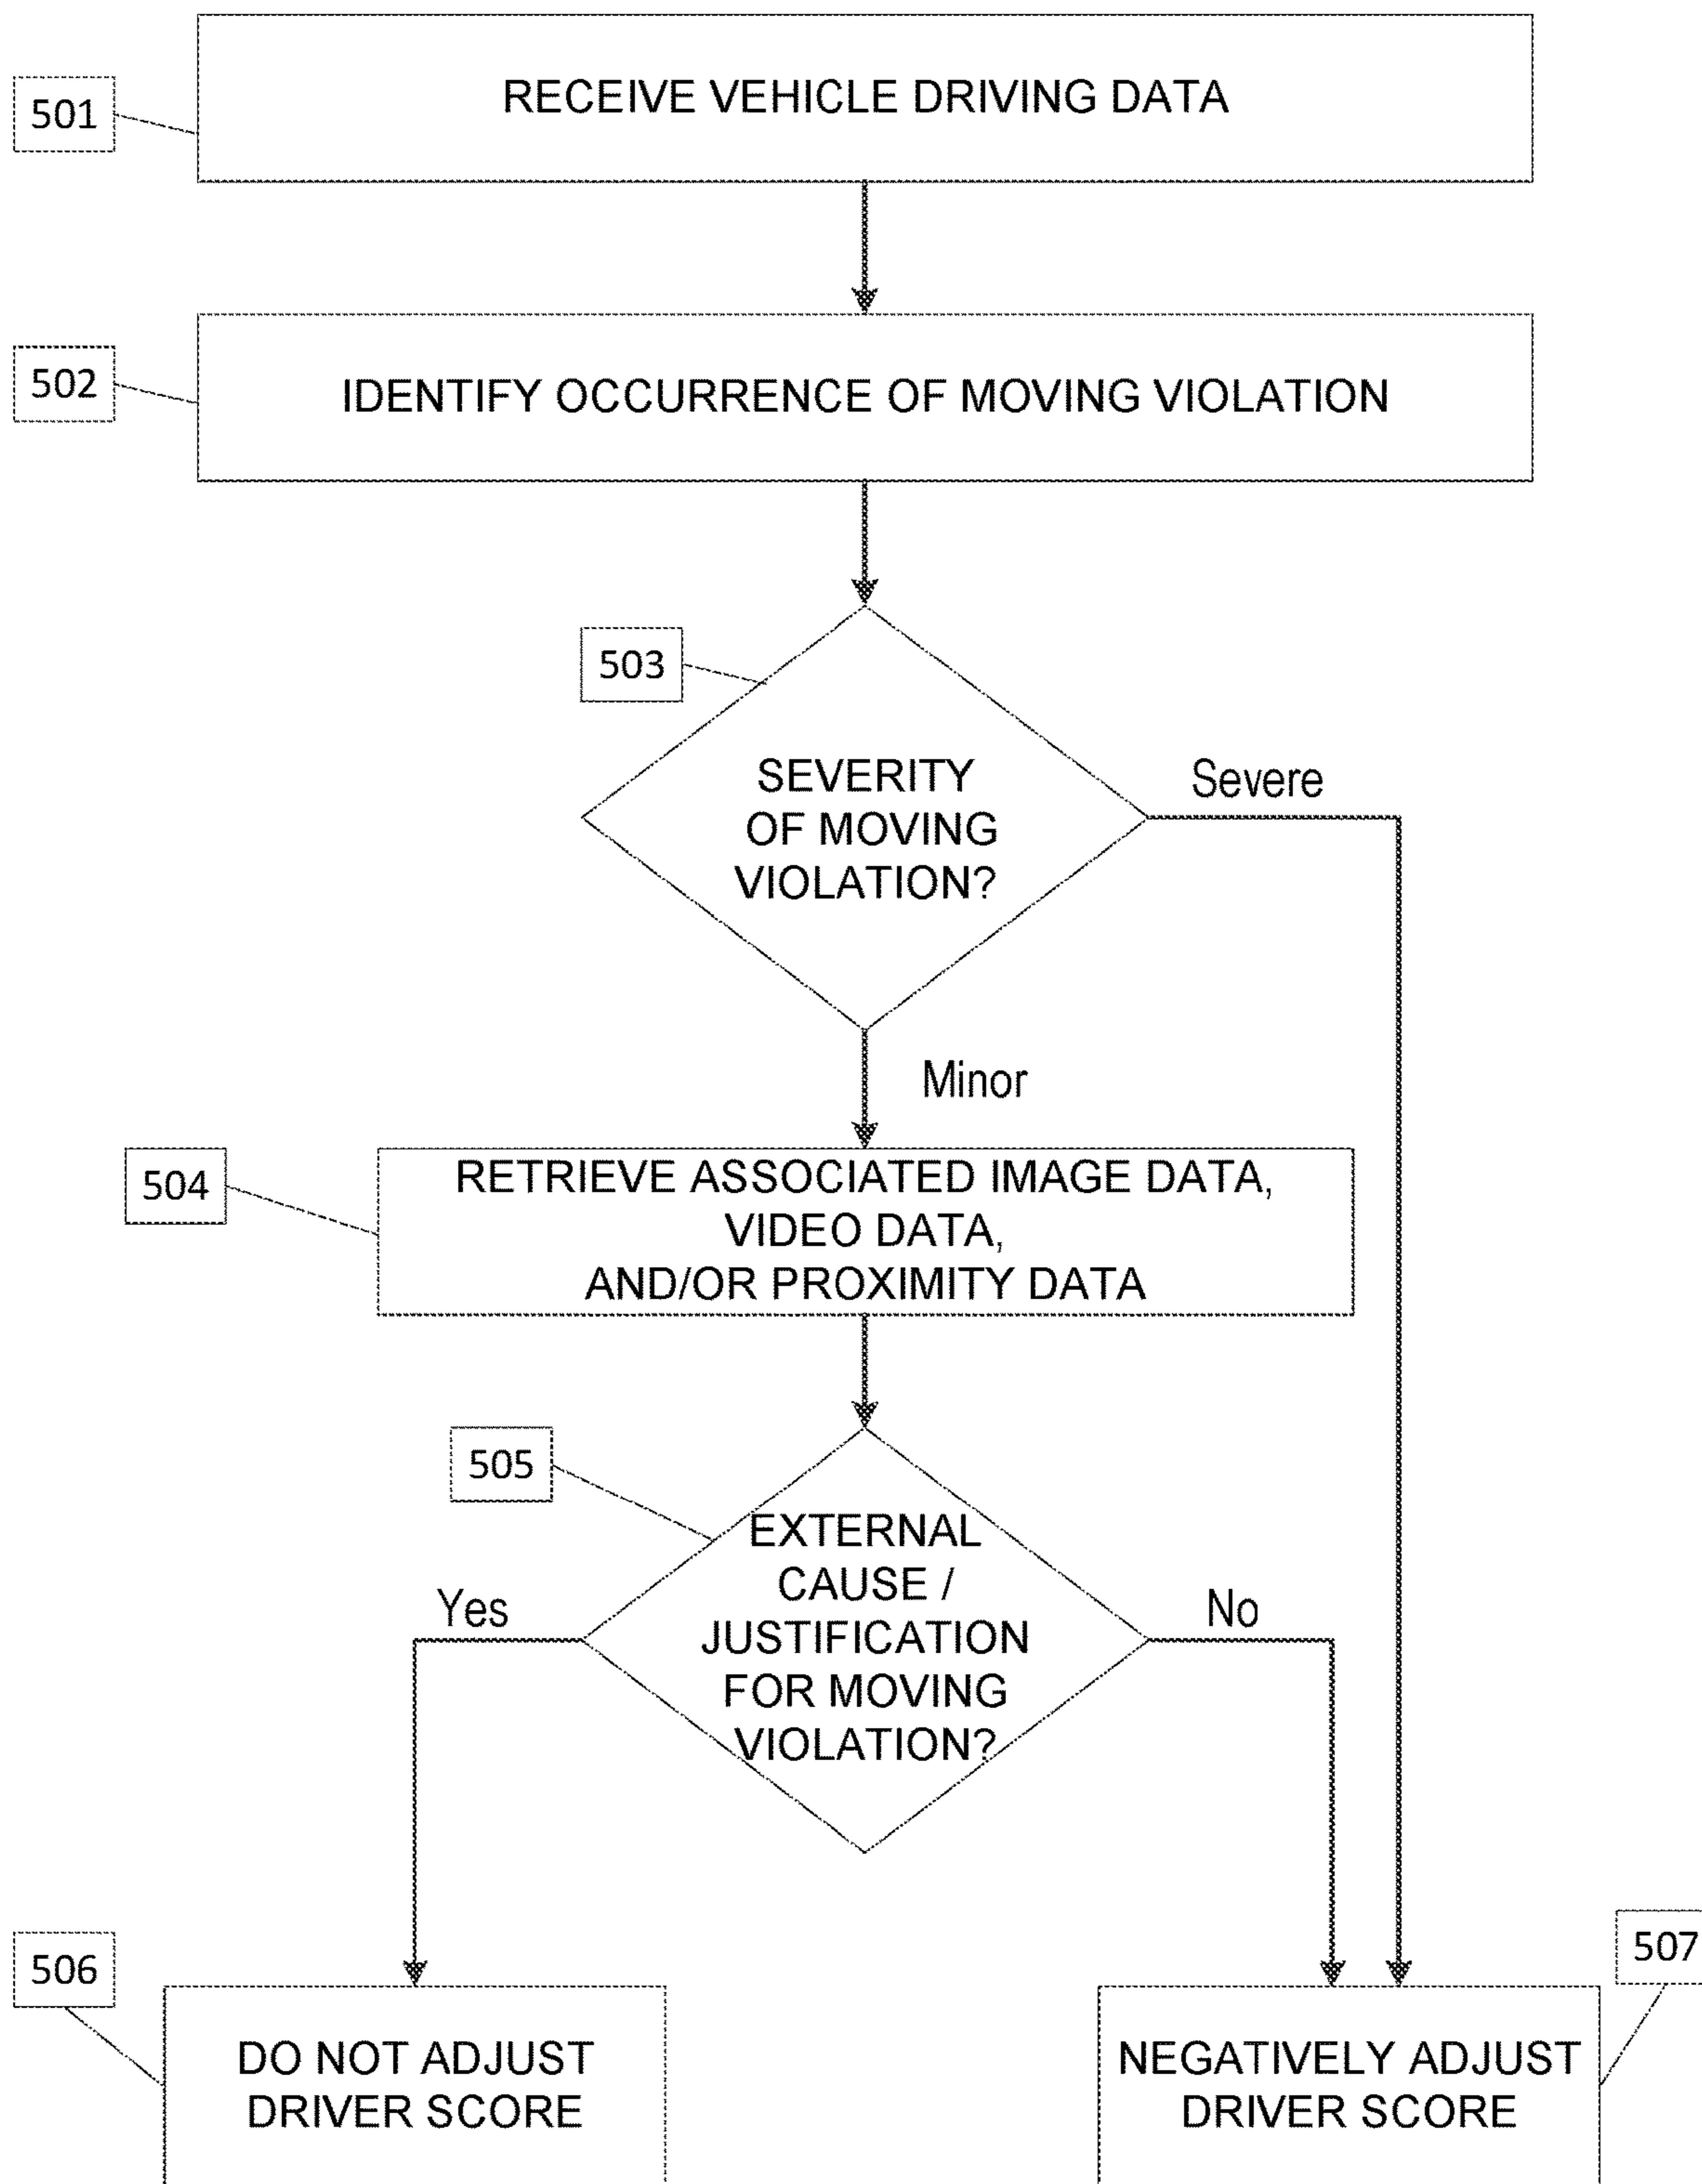 501
RECEIVE VEHICLE DRIVING DATA
502
IDENTIFY OCCURRENCE OF MOVING VIOLATION
503
SEVERITY
OF MOVING
VIOLATION?
Severe
Minor
504
RETRIEVE ASSOCIATED IMAGE DATA,
VIDEO DATA,
AND/OR PROXIMITY DATA
505
EXTERNAL
CAUSE /
JUSTIFICATION
FOR MOVING
VIOLATION?
Yes
No
506
DO NOT ADJUST
DRIVER SCORE
507
NEGATIVELY ADJUST
DRIVER SCORE